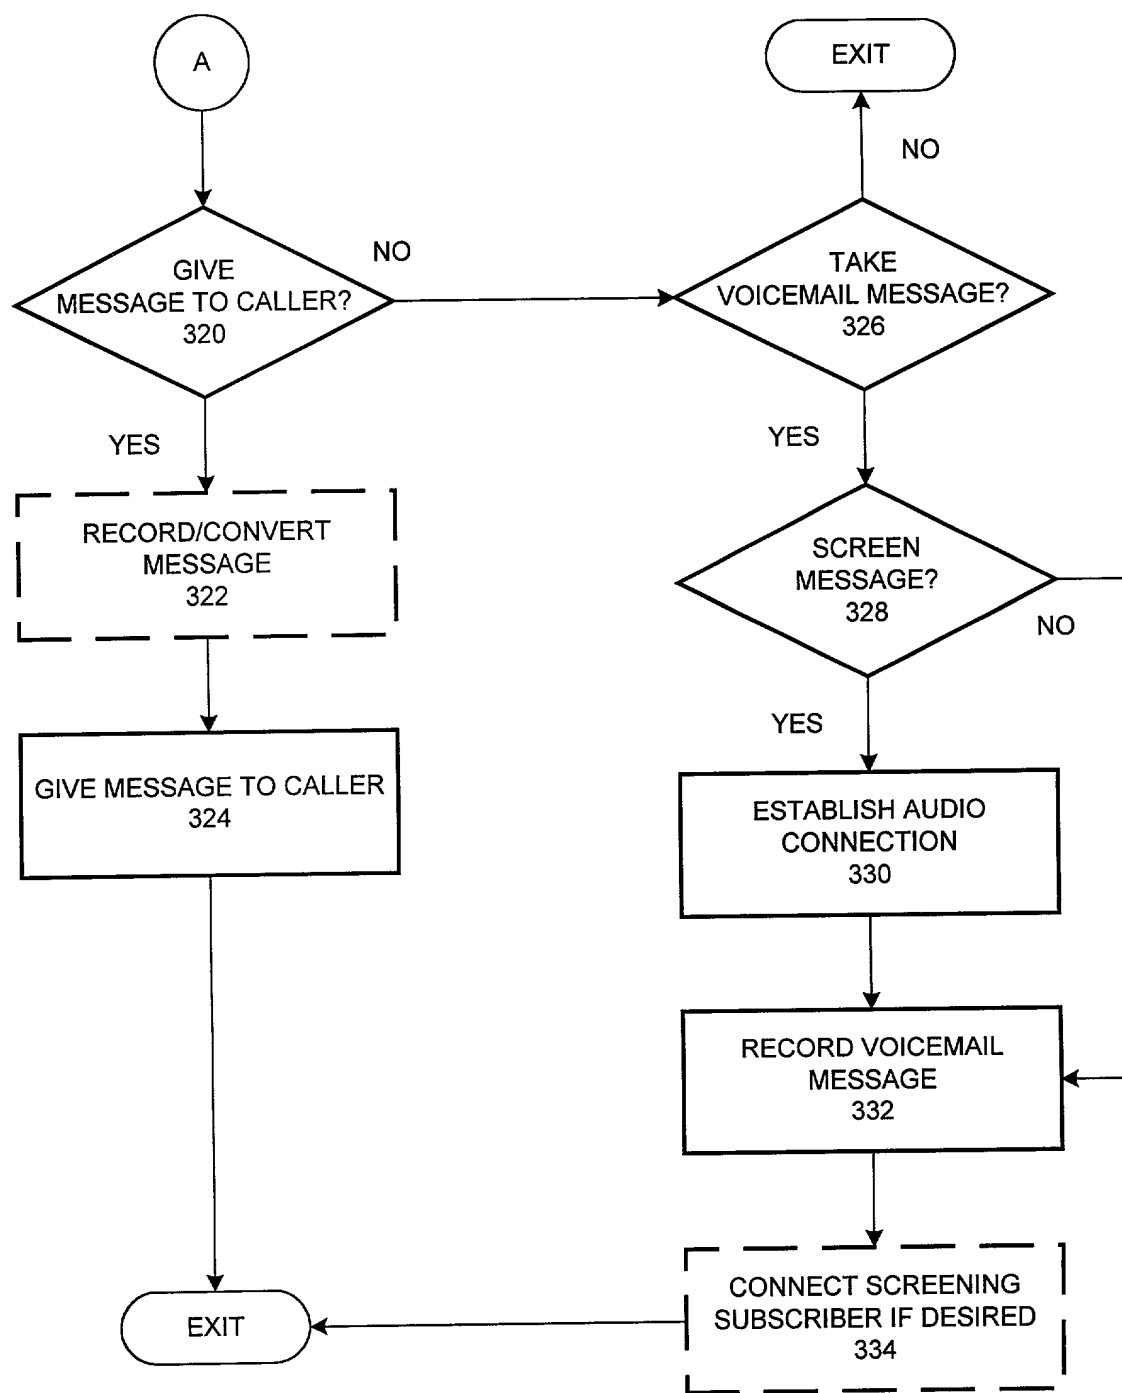 A
GIVE
MESSAGE TO CALLER?
320
NO
YES
RECORD/CONVERT
MESSAGE
322
GIVE MESSAGE TO CALLER
324
EXIT
EXIT
NO
TAKE
VOICEMAIL MESSAGE?
326
YES
SCREEN
MESSAGE?
328
NO
YES
ESTABLISH AUDIO
CONNECTION
330
RECORD VOICEMAIL
MESSAGE
332
CONNECT SCREENING
SUBSCRIBER IF DESIRED
334